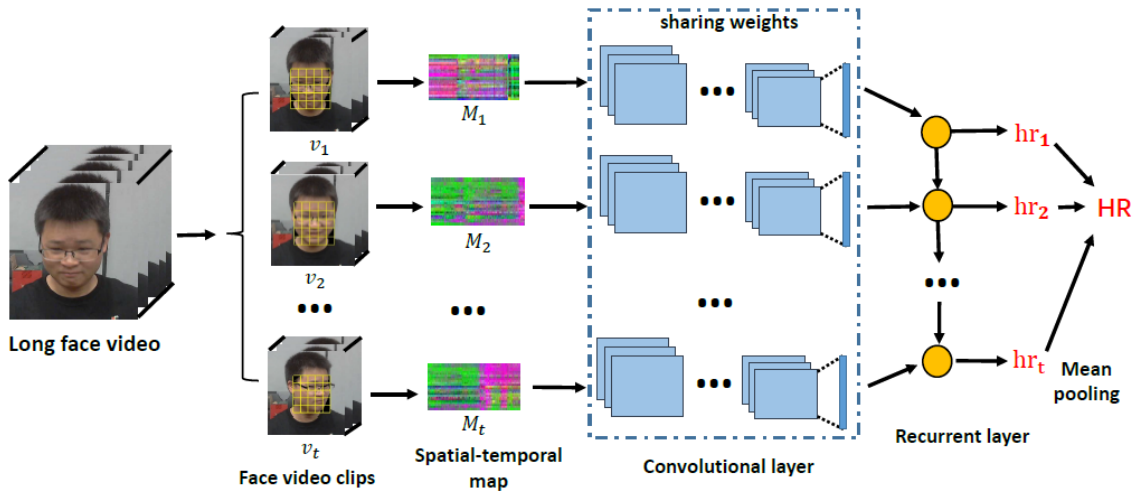 sharing weights
M₁
v₁
hr₁
M₂
v₂
hr₂
HR
...
...
...
...
...
...
...
...
...
Long face video
hrₜ
Mean
pooling
Mₜ
vₜ
Face video clips
Spatial-temporal
map
Convolutional layer
Recurrent layer